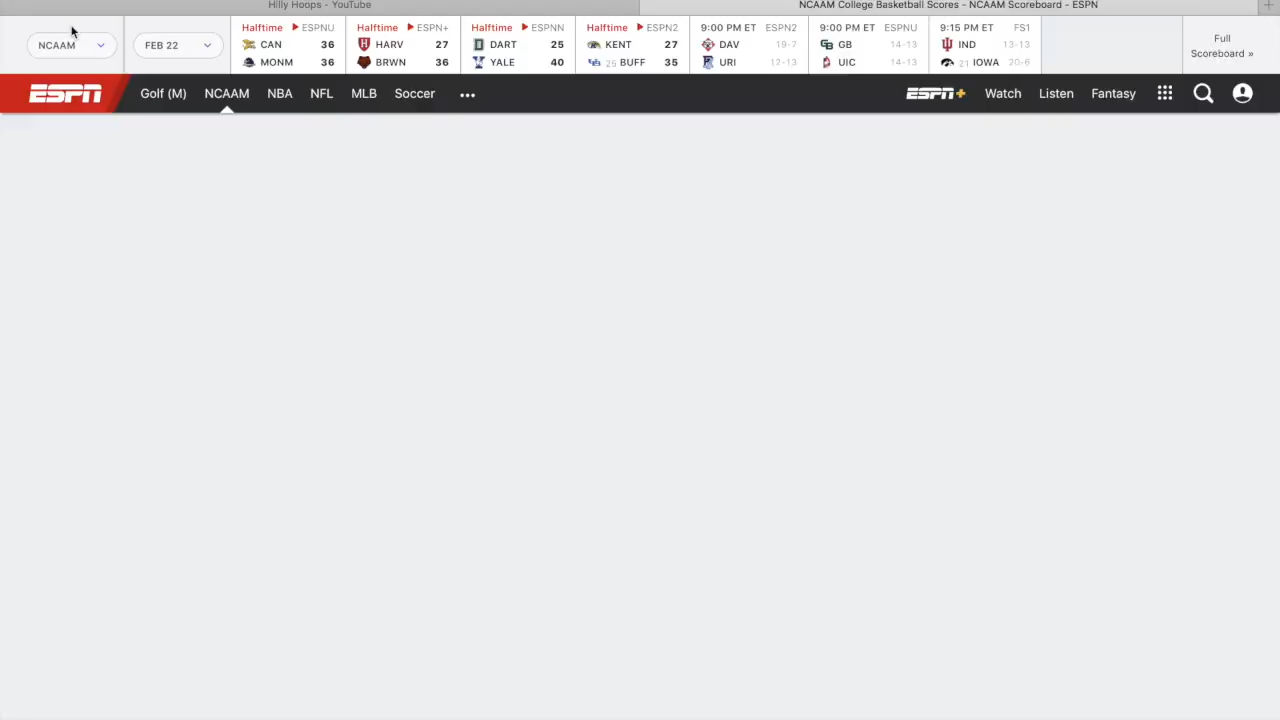 Hilly Hoops - YouTube
NCAAM College Basketball Scores - NCAAM Scoreboard - ESPN
NCAAM
FEB 22
Halftime ESPNU
CAN 36
MONM 36
Halftime ESPN+
HARV 27
BRWN 36
Halftime ESPNN
DART 25
YALE 40
Halftime ESPN2
KENT 27
25 BUFF 35
9:00 PM ET ESPN2
DAV 19-7
URI 12-13
9:00 PM ET ESPNU
GB 14-13
UIC 14-13
9:15 PM ET FS1
IND 13-13
21 IOWA 20-6
Full
Scoreboard »
ESPN
Golf (M)
NCAAM
NBA
NFL
MLB
Soccer
ESPN+
Watch
Listen
Fantasy